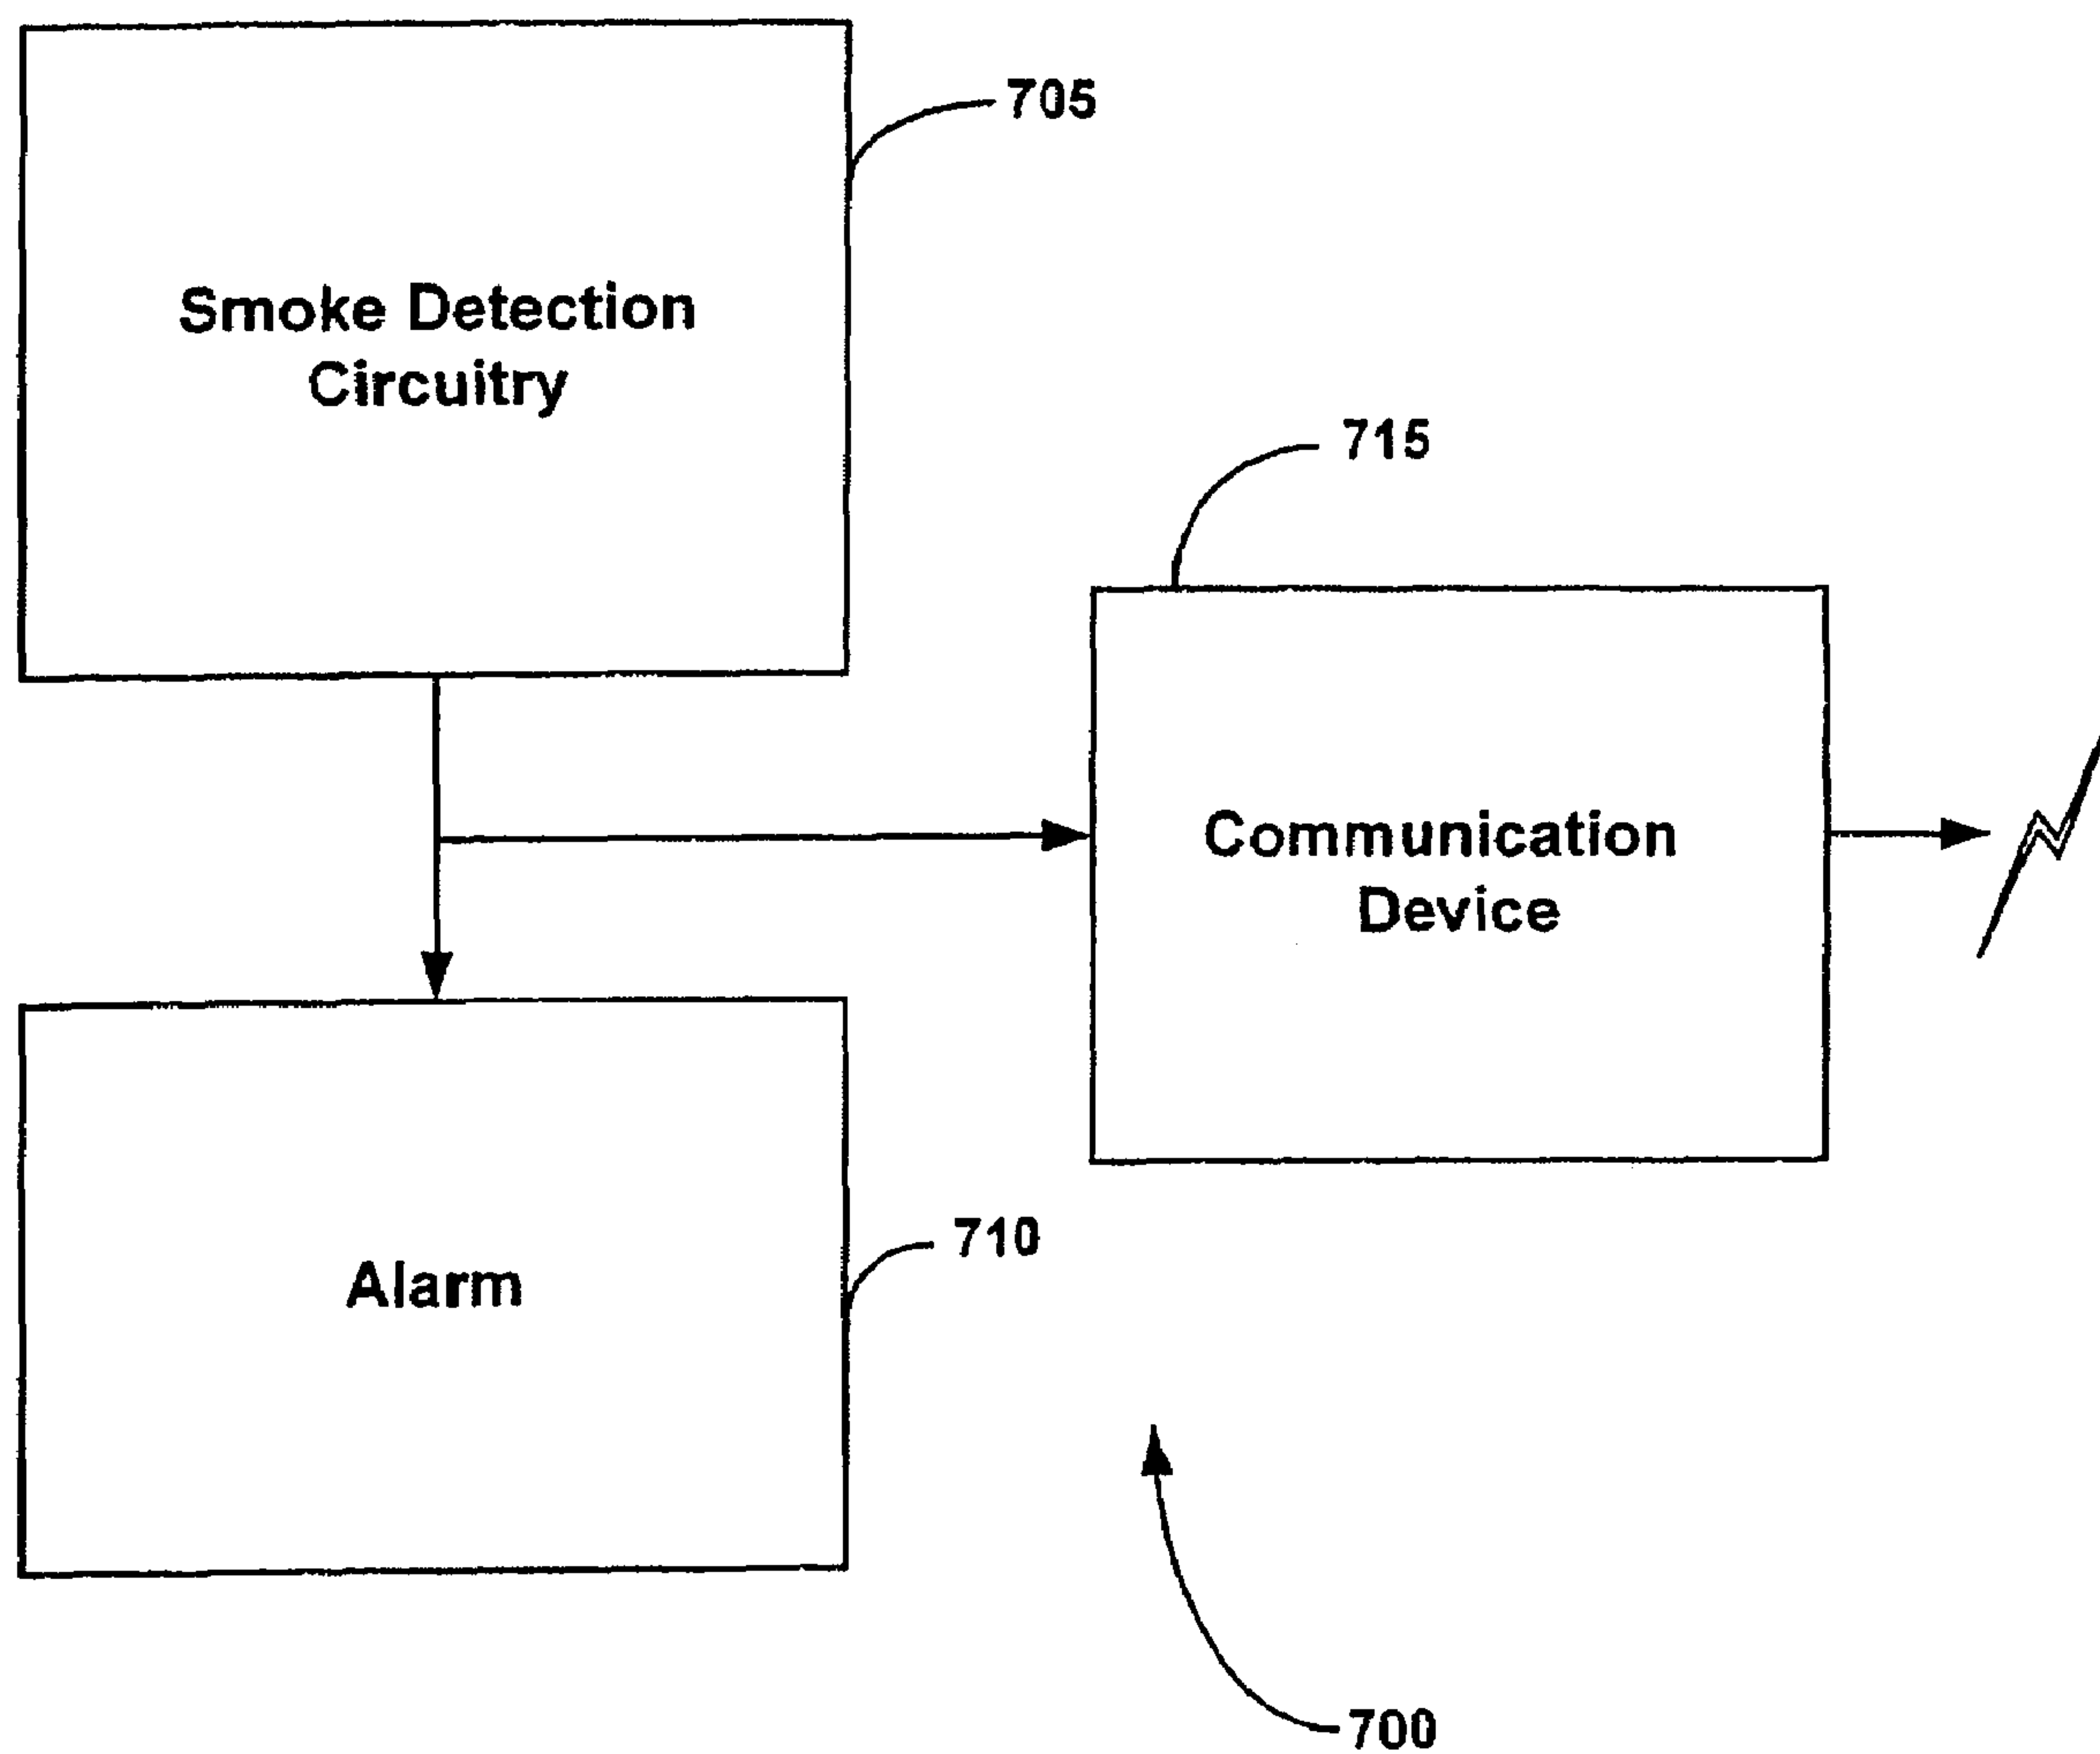 705
Smoke Detection
Circuitry
715
Communication
Device
710
Alarm
700